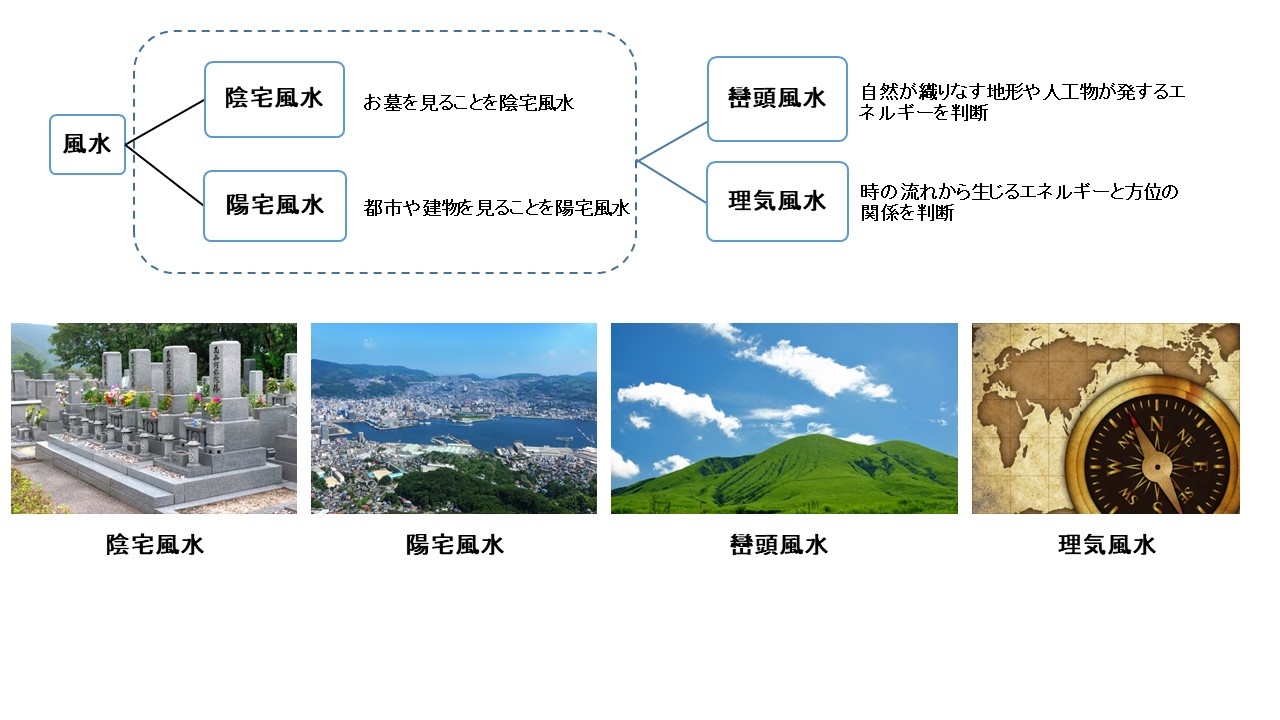 風水
陰宅風水
お墓を見ることを陰宅風水
陽宅風水
都市や建物を見ることを陽宅風水
巒頭風水
自然が織りなす地形や人工物が発するエ
ネルギーを判断
理気風水
時の流れから生じるエネルギーと方位の
関係を判断
N
NE
E
SE
SW
W
NW
陰宅風水
陽宅風水
巒頭風水
理気風水